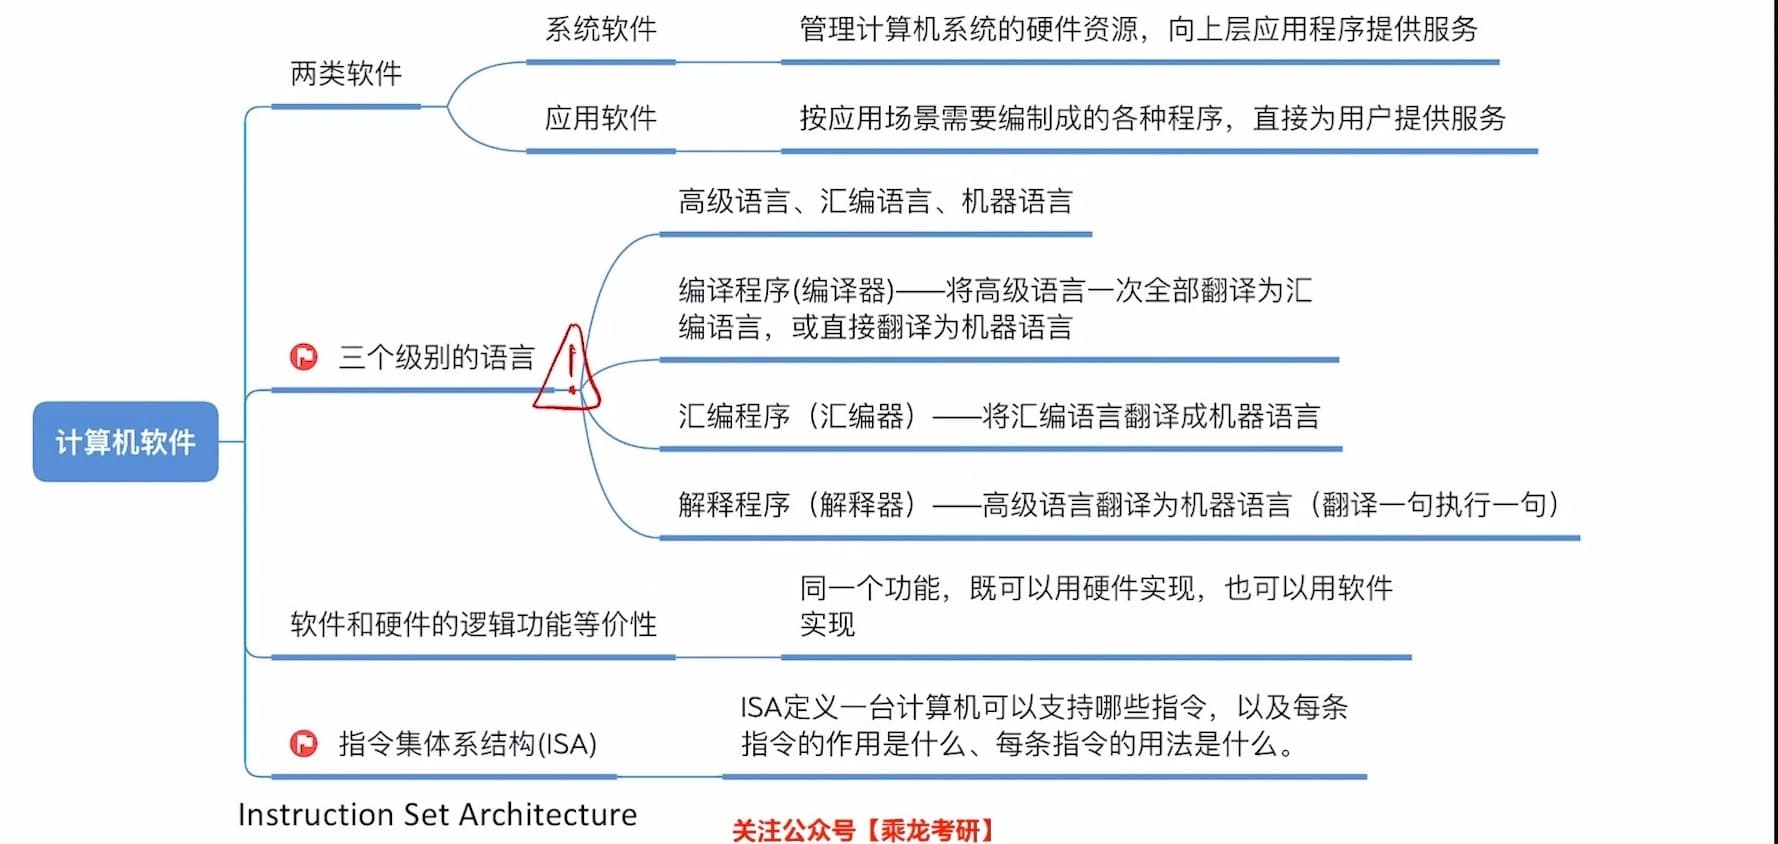 系统软件
管理计算机系统的硬件资源，向上层应用程序提供服务
两类软件
应用软件
按应用场景需要编制成的各种程序，直接为用户提供服务
高级语言、汇编语言、机器语言
编译程序(编译器)——将高级语言一次全部翻译为汇
编语言，或直接翻译为机器语言
三个级别的语言
!
汇编程序（汇编器）——将汇编语言翻译成机器语言
计算机软件
解释程序（解释器）——高级语言翻译为机器语言（翻译一句执行一句）
软件和硬件的逻辑功能等价性
同一个功能，既可以用硬件实现，也可以用软件
实现
指令集体系结构(ISA)
ISA定义一台计算机可以支持哪些指令，以及每条
指令的作用是什么、每条指令的用法是什么。
Instruction Set Architecture
关注公众号【乘龙考研】